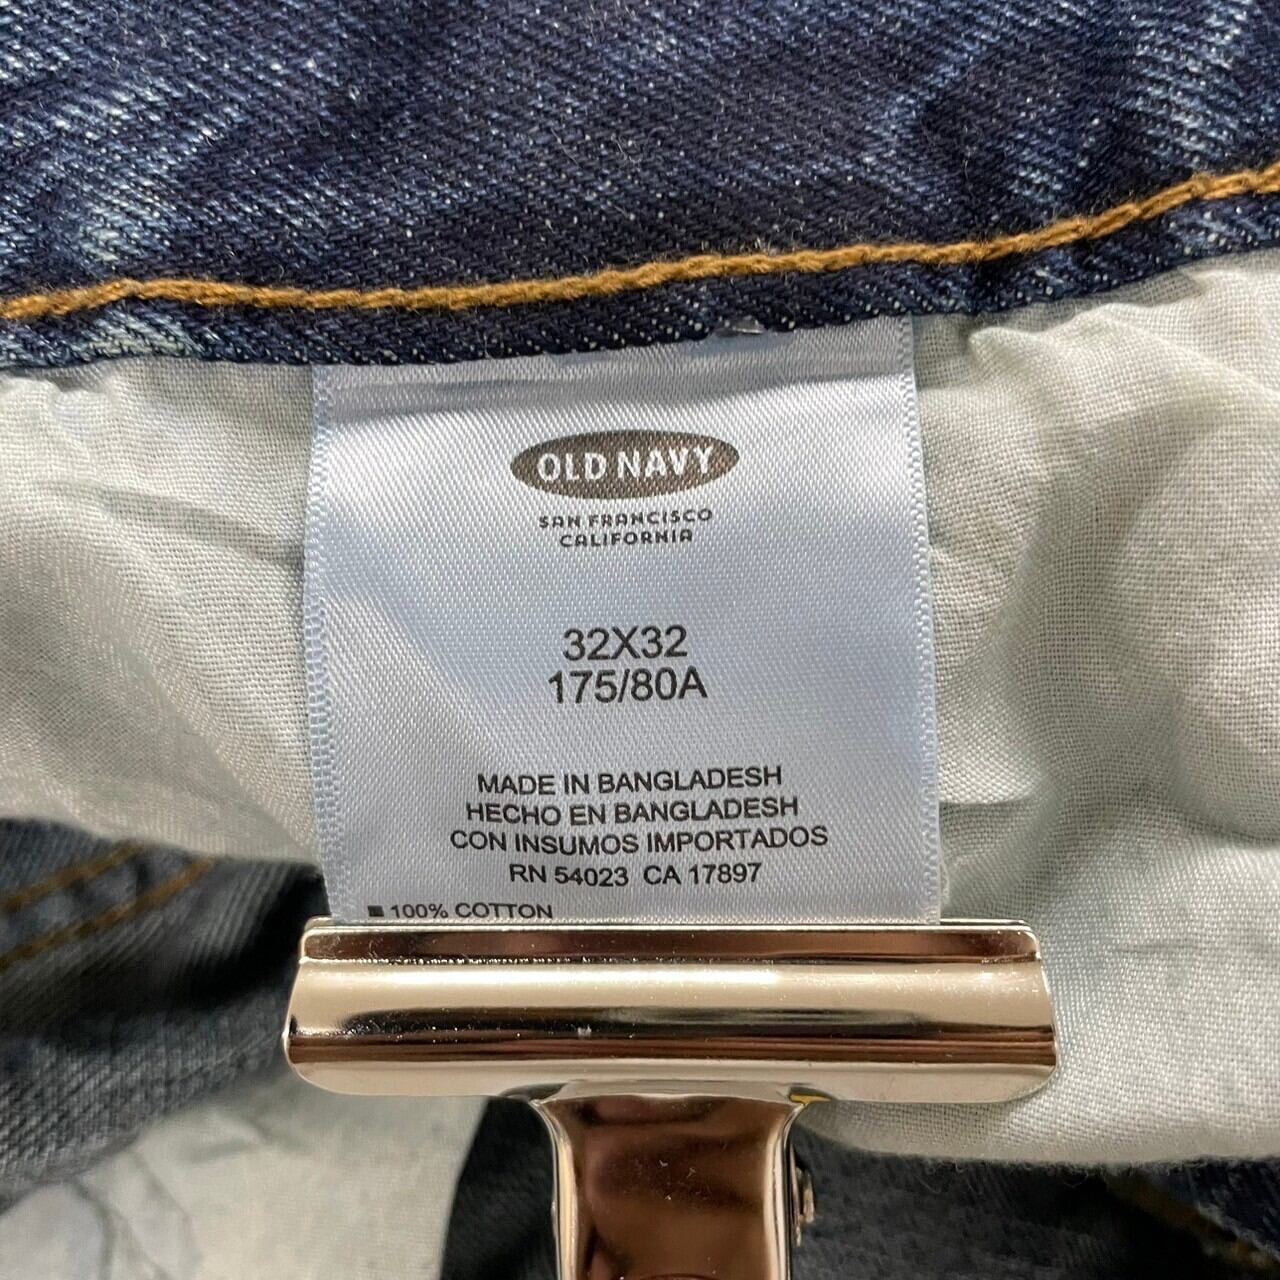 OLD NAVY
SAN FRANCISCO
CALIFORNIA
32X32
175/80A
MADE IN BANGLADESH
HECHO EN BANGLADESH
CON INSUMOS IMPORTADOS
RN 54023 CA 17897
■ 100% COTTON